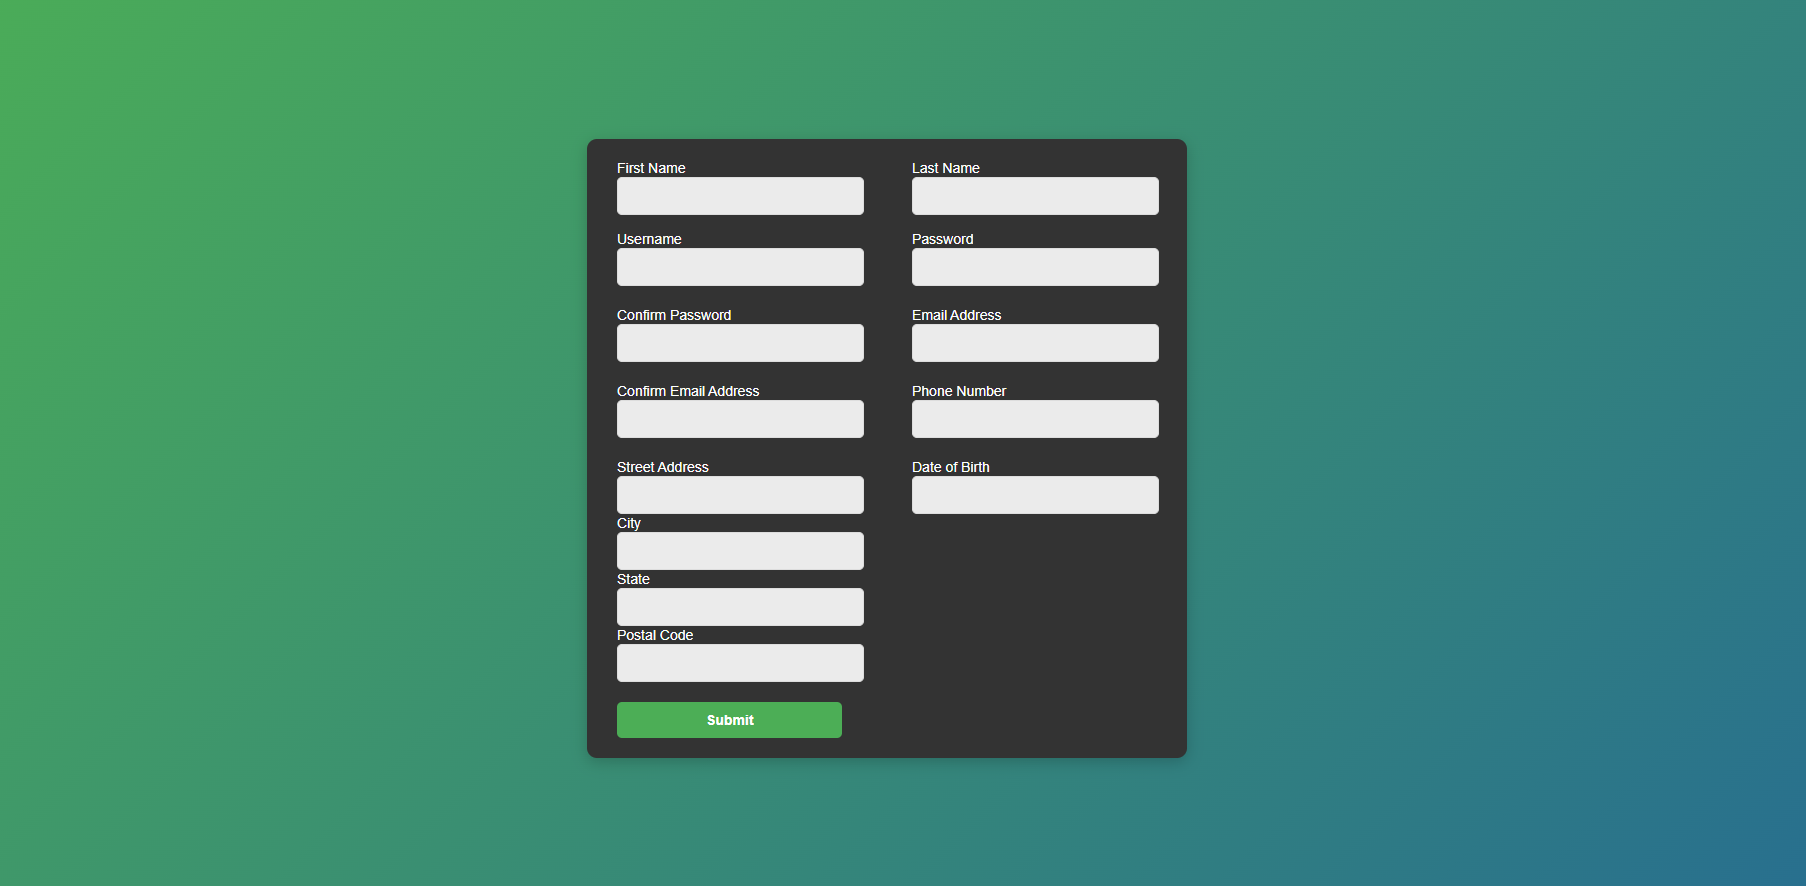 First Name
Last Name
Username
Password
Confirm Password
Email Address
Confirm Email Address
Phone Number
Street Address
Date of Birth
City
State
Postal Code
Submit